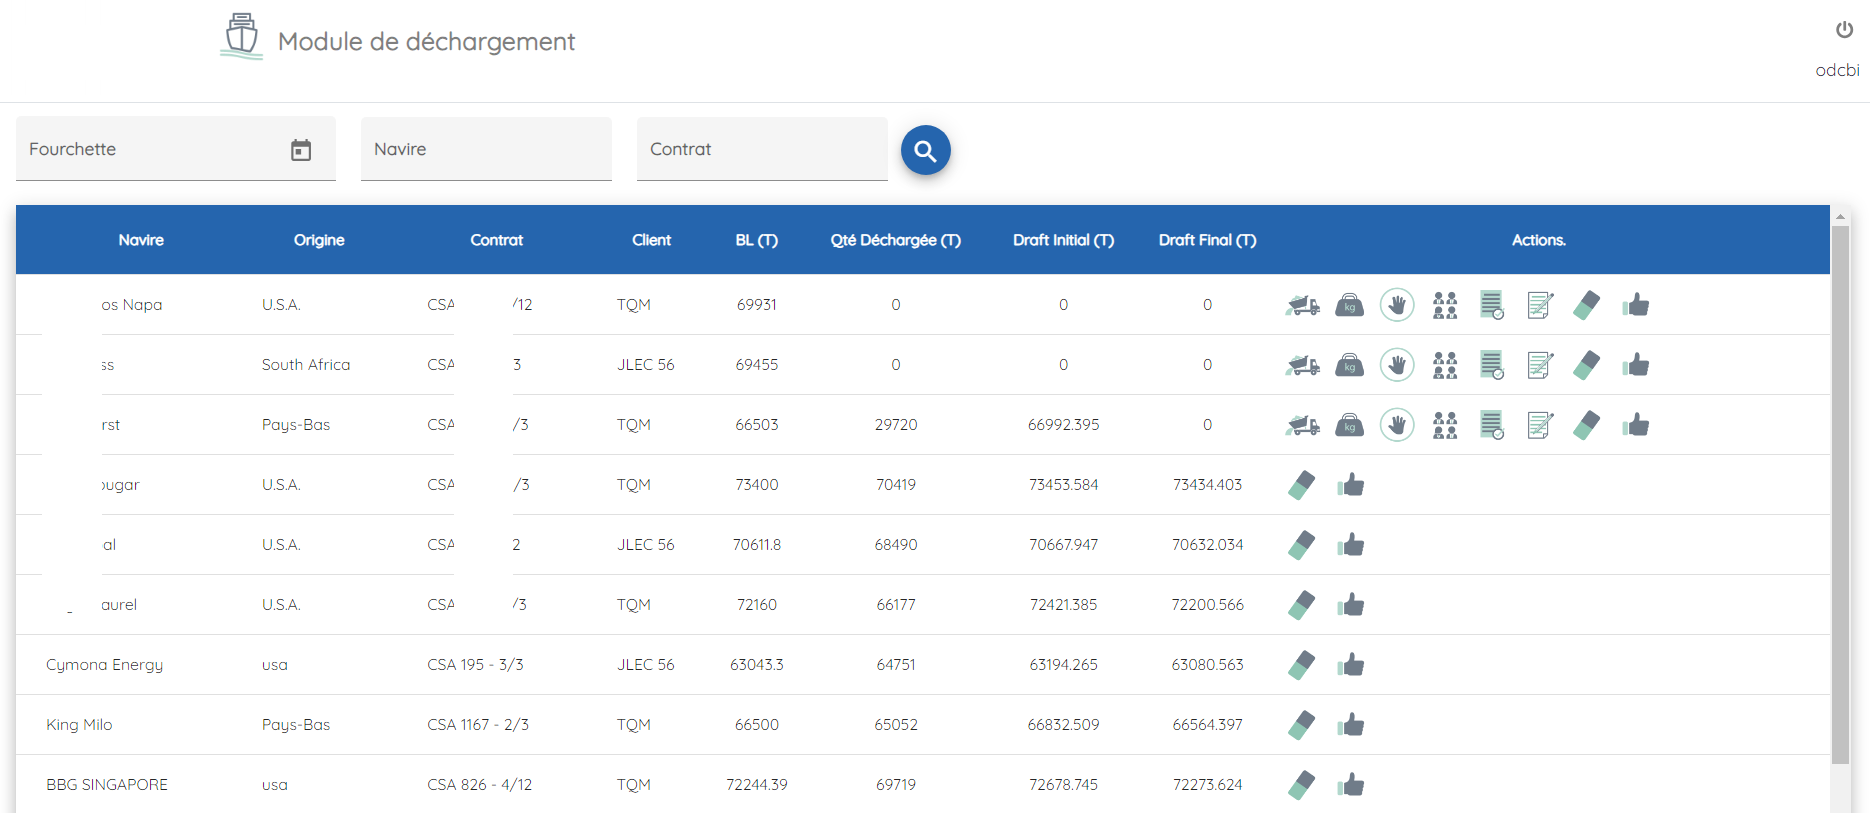 Module de déchargement
odcbi
Fourchette Navire Contrat
Navire Origine Contrat Client BL (T) Qté Déchargée (T) Draft Initial (T) Draft Final (T) Actions.
os Napa U.S.A. CSA /12 TQM 69931 0 0 0
ss South Africa CSA 3 JLEC 56 69455 0 0 0
rst Pays-Bas CSA /3 TQM 66503 29720 66992.395 0
ougar U.S.A. CSA /3 TQM 73400 70419 73453.584 73434.403
al U.S.A. CSA 2 JLEC 56 70611.8 68490 70667.947 70632.034
aurel U.S.A. CSA /3 TQM 72160 66177 72421.385 72200.566
Cymona Energy usa CSA 195 - 3/3 JLEC 56 63043.3 64751 63194.265 63080.563
King Milo Pays-Bas CSA 1167 - 2/3 TQM 66500 65052 66832.509 66564.397
BBG SINGAPORE usa CSA 826 - 4/12 TQM 72244.39 69719 72678.745 72273.624